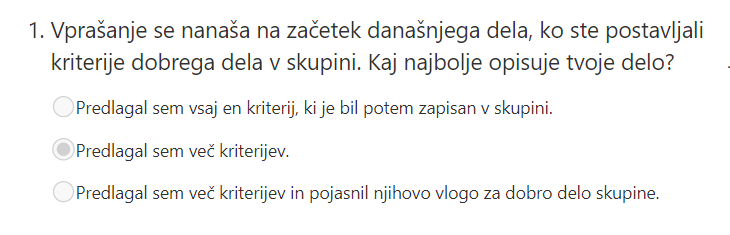 1. Vprašanje se nanaša na začetek današnjega dela, ko ste postavljali
kriterije dobrega dela v skupini. Kaj najbolje opisuje tvoje delo?
Predlagal sem vsaj en kriterij, ki je bil potem zapisan v skupini.
Predlagal sem več kriterijev.
Predlagal sem več kriterijev in pojasnil njihovo vlogo za dobro delo skupine.